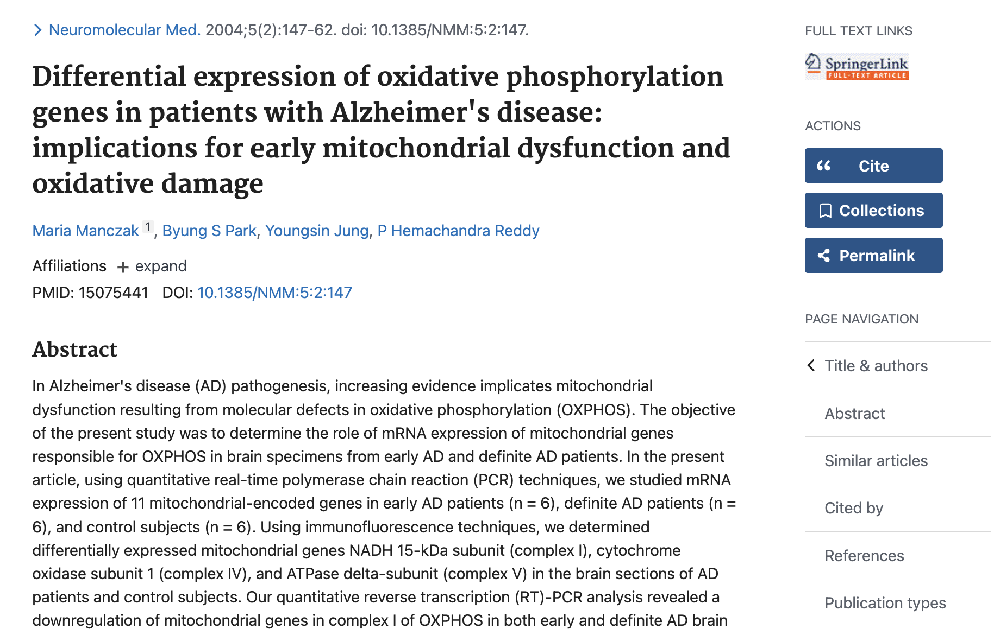 Neuromolecular Med. 2004;5(2):147-62. doi: 10.1385/NMM:5:2:147.
Differential expression of oxidative phosphorylation
genes in patients with Alzheimer's disease:
implications for early mitochondrial dysfunction and
oxidative damage
Maria Manczak 1, Byung S Park, Youngsin Jung, P Hemachandra Reddy
Affiliations + expand
PMID: 15075441 DOI: 10.1385/NMM:5:2:147
Abstract
In Alzheimer's disease (AD) pathogenesis, increasing evidence implicates mitochondrial
dysfunction resulting from molecular defects in oxidative phosphorylation (OXPHOS). The objective
of the present study was to determine the role of mRNA expression of mitochondrial genes
responsible for OXPHOS in brain specimens from early AD and definite AD patients. In the present
article, using quantitative real-time polymerase chain reaction (PCR) techniques, we studied mRNA
expression of 11 mitochondrial-encoded genes in early AD patients (n = 6), definite AD patients (n =
6), and control subjects (n = 6). Using immunofluorescence techniques, we determined
differentially expressed mitochondrial genes NADH 15-kDa subunit (complex I), cytochrome
oxidase subunit 1 (complex IV), and ATPase delta-subunit (complex V) in the brain sections of AD
patients and control subjects. Our quantitative reverse transcription (RT)-PCR analysis revealed a
downregulation of mitochondrial genes in complex I of OXPHOS in both early and definite AD brain
FULL TEXT LINKS
SpringerLink
FULL-TEXT ARTICLE
ACTIONS
Cite
Collections
Permalink
PAGE NAVIGATION
Title & authors
Abstract
Similar articles
Cited by
References
Publication types